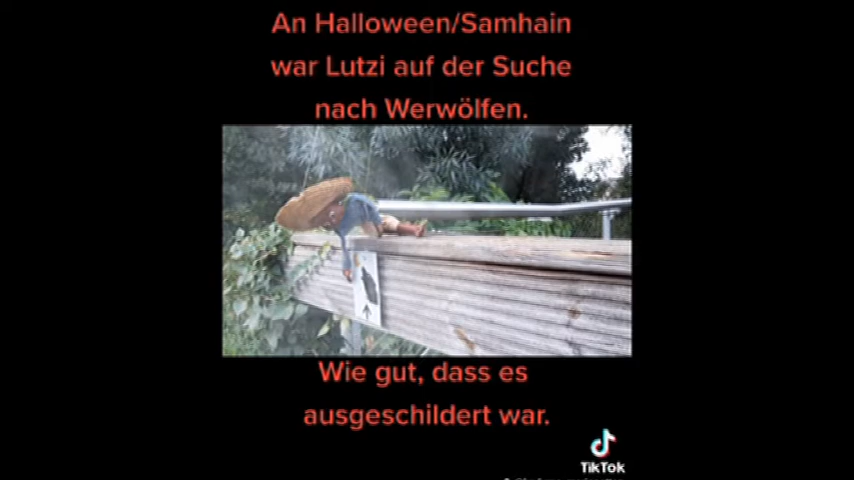 An Halloween/Samhain
war Lutzi auf der Suche
nach Werwölfen.
Wie gut, dass es
ausgeschildert war.
TikTok